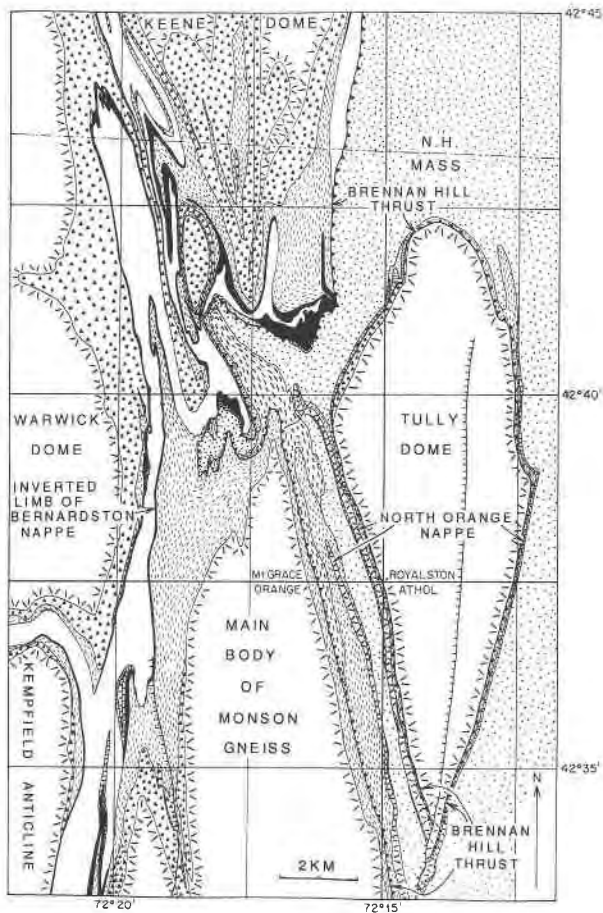 42°45'
KEENE DOME
N.H.
MASS
BRENNAN HILL
THRUST
42°40'
WARWICK
DOME
TULLY
DOME
INVERTED
LIMB OF
BERNARDSTON
NAPPE
NORTH ORANGE
NAPPE
Mt GRACE
ORANGE
ROYALSTON
ATHOL
MAIN
BODY
OF
MONSON
GNEISS
KEMPFIELD ANTICLINE
42°35'
N
BRENNAN
HILL
THRUST
2KM
72°20'
72°15'